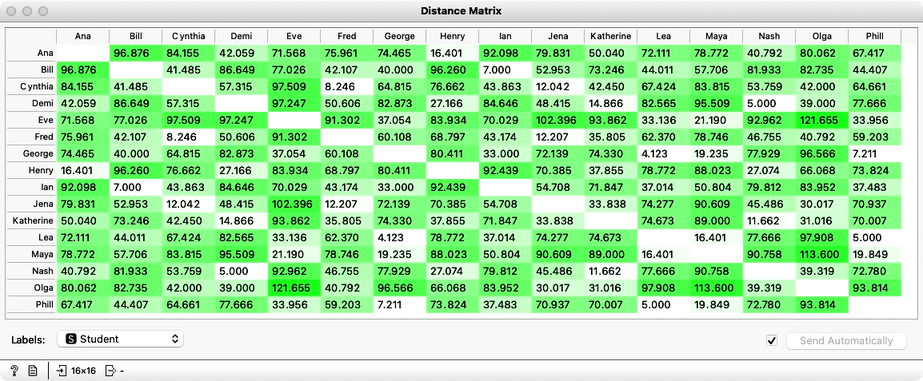 Distance Matrix
Ana Bill Cynthia Demi Eve Fred George Henry Ian Jena Katherine Lea Maya Nash Olga Phill
Ana 96.876 84.155 42.059 71.568 75.961 74.465 16.401 92.098 79.831 50.040 72.111 78.772 40.792 80.062 67.417
Bill 96.876 41.485 86.649 77.026 42.107 40.000 96.260 7.000 52.953 73.246 44.011 57.706 81.933 82.735 44.407
Cynthia 84.155 41.485 57.315 97.509 8.246 64.815 76.662 43.863 12.042 42.450 67.424 83.815 53.759 42.000 64.661
Demi 42.059 86.649 57.315 97.247 50.606 82.873 27.166 84.646 48.415 14.866 82.565 95.509 5.000 39.000 77.666
Eve 71.568 77.026 97.509 97.247 91.302 37.054 83.934 70.029 102.396 93.862 33.136 21.190 92.962 121.655 33.956
Fred 75.961 42.107 8.246 50.606 91.302 60.108 68.797 43.174 12.207 35.805 62.370 78.746 46.755 40.792 59.203
George 74.465 40.000 64.815 82.873 37.054 60.108 80.411 33.000 72.139 74.330 4.123 19.235 77.929 96.566 7.211
Henry 16.401 96.260 76.662 27.166 83.934 68.797 80.411 92.439 70.385 37.855 78.772 88.023 27.074 66.068 73.824
Ian 92.098 7.000 43.863 84.646 70.029 43.174 33.000 92.439 54.708 71.847 37.014 50.804 79.812 83.952 37.483
Jena 79.831 52.953 12.042 48.415 102.396 12.207 72.139 70.385 54.708 33.838 74.277 90.609 45.486 30.017 70.937
Katherine 50.040 73.246 42.450 14.866 93.862 35.805 74.330 37.855 71.847 33.838 74.673 89.000 11.662 31.016 70.007
Lea 72.111 44.011 67.424 82.565 33.136 62.370 4.123 78.772 37.014 74.277 74.673 16.401 77.666 97.908 5.000
Maya 78.772 57.706 83.815 95.509 21.190 78.746 19.235 88.023 50.804 90.609 89.000 16.401 90.758 113.600 19.849
Nash 40.792 81.933 53.759 5.000 92.962 46.755 77.929 27.074 79.812 45.486 11.662 77.666 90.758 39.319 72.780
Olga 80.062 82.735 42.000 39.000 121.655 40.792 96.566 66.068 83.952 30.017 31.016 97.908 113.600 39.319 93.814
Phill 67.417 44.407 64.661 77.666 33.956 59.203 7.211 73.824 37.483 70.937 70.007 5.000 19.849 72.780 93.814
Labels: S Student Send Automatically
? 16×16 -